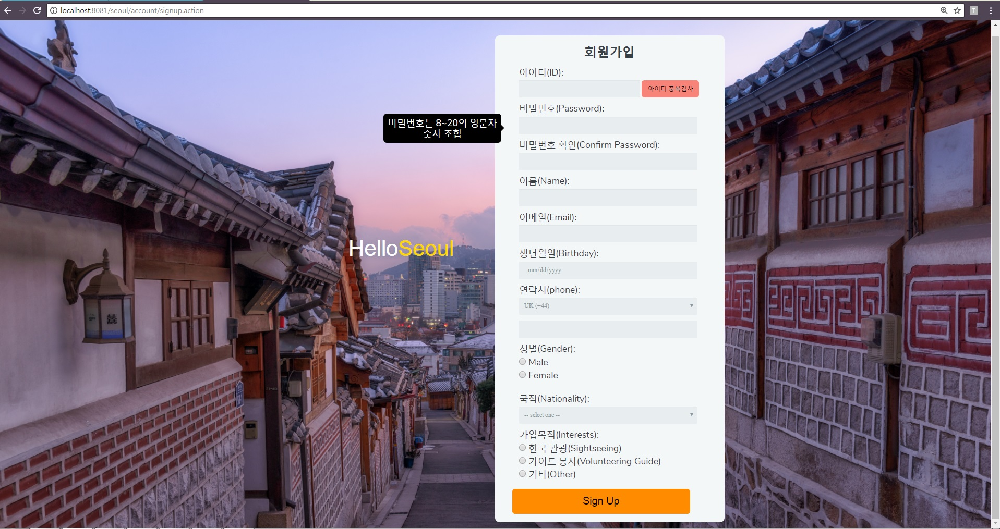 localhost:8081/seoul/account/signup.action
T
회원가입
아이디(ID):
아이디 중복검사
비밀번호(Password):
비밀번호는 8~20의 영문자
숫자 조합
비밀번호 확인(Confirm Password):
이름(Name):
이메일(Email):
HelloSeoul
생년월일(Birthday):
mm/dd/yyyy
연락처(phone):
UK (+44)
성별(Gender):
Male
Female
국적(Nationality):
-- select one --
가입목적(Interests):
한국 관광(Sightseeing)
가이드 봉사(Volunteering Guide)
기타(Other)
Sign Up